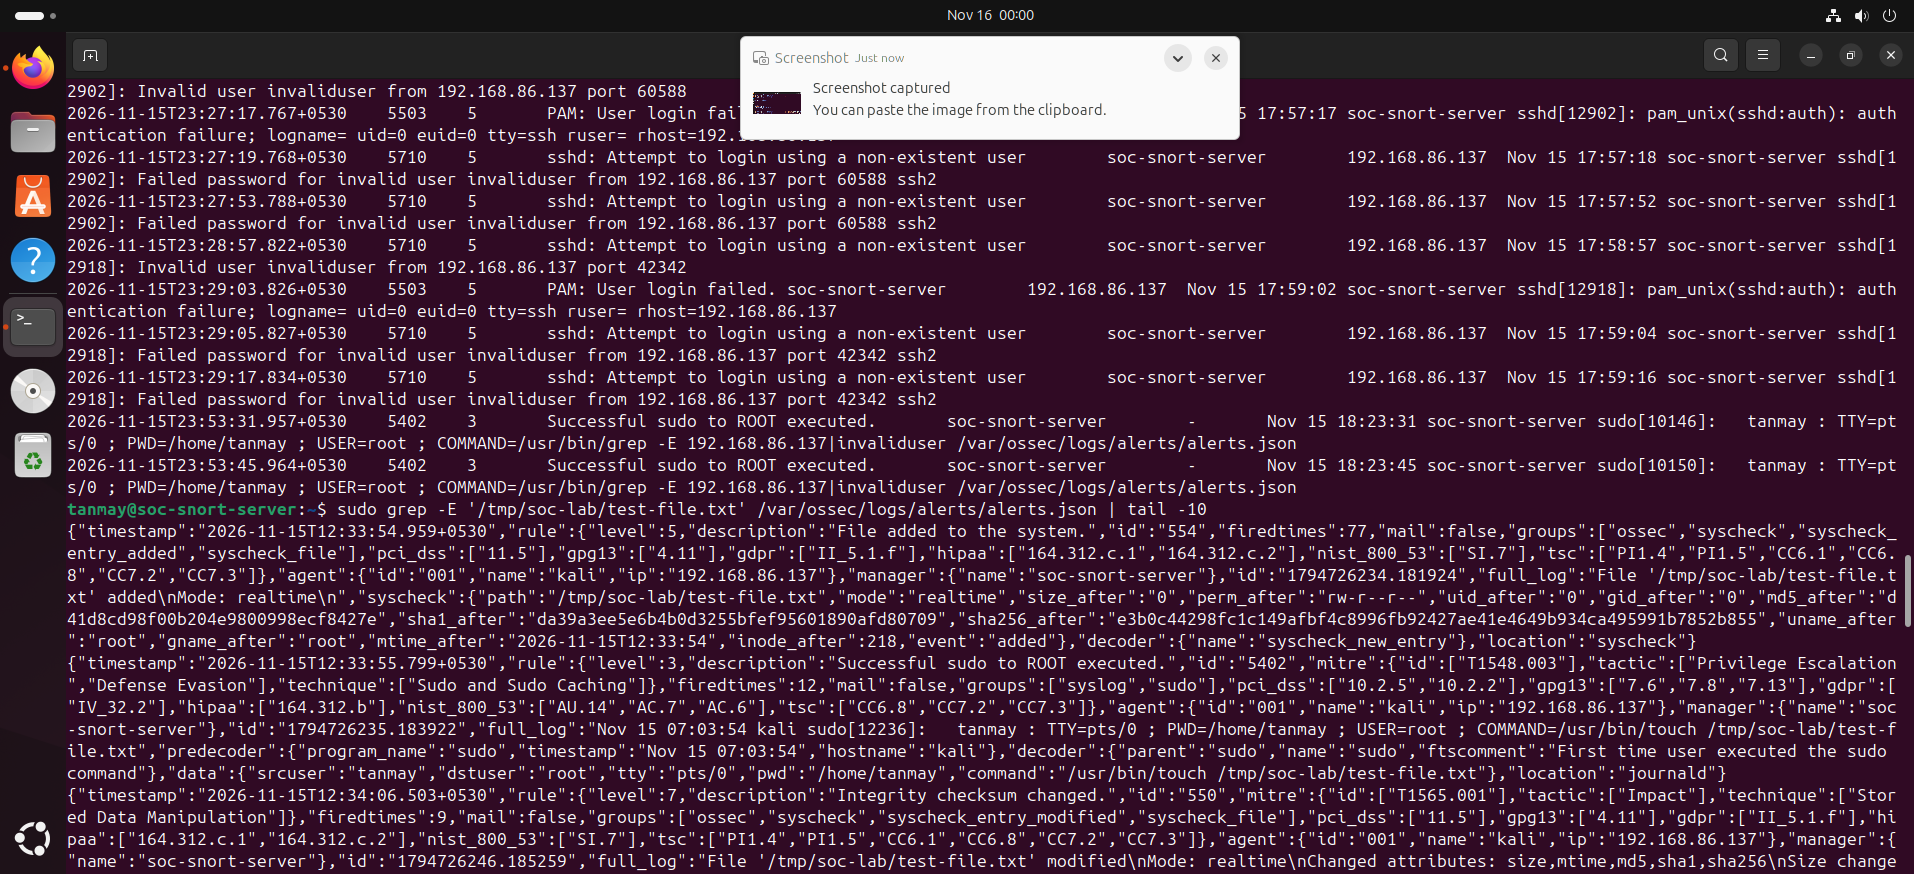 Nov 16 00:00
Screenshot Just now
Screenshot captured
You can paste the image from the clipboard.
2902]: Invalid user invaliduser from 192.168.86.137 port 60588
2026-11-15T23:27:17.767+0530 5503 5 PAM: User login fai 5 17:57:17 soc-snort-server sshd[12902]: pam_unix(sshd:auth): auth
entication failure; logname= uid=0 euid=0 tty=ssh ruser= rhost=192.
2026-11-15T23:27:19.768+0530 5710 5 sshd: Attempt to login using a non-existent user soc-snort-server 192.168.86.137 Nov 15 17:57:18 soc-snort-server sshd[1
2902]: Failed password for invalid user invaliduser from 192.168.86.137 port 60588 ssh2
2026-11-15T23:27:53.788+0530 5710 5 sshd: Attempt to login using a non-existent user soc-snort-server 192.168.86.137 Nov 15 17:57:52 soc-snort-server sshd[1
2902]: Failed password for invalid user invaliduser from 192.168.86.137 port 60588 ssh2
2026-11-15T23:28:57.822+0530 5710 5 sshd: Attempt to login using a non-existent user soc-snort-server 192.168.86.137 Nov 15 17:58:57 soc-snort-server sshd[1
2918]: Invalid user invaliduser from 192.168.86.137 port 42342
2026-11-15T23:29:03.826+0530 5503 5 PAM: User login failed. soc-snort-server 192.168.86.137 Nov 15 17:59:02 soc-snort-server sshd[12918]: pam_unix(sshd:auth): auth
entication failure; logname= uid=0 euid=0 tty=ssh ruser= rhost=192.168.86.137
2026-11-15T23:29:05.827+0530 5710 5 sshd: Attempt to login using a non-existent user soc-snort-server 192.168.86.137 Nov 15 17:59:04 soc-snort-server sshd[1
2918]: Failed password for invalid user invaliduser from 192.168.86.137 port 42342 ssh2
2026-11-15T23:29:17.834+0530 5710 5 sshd: Attempt to login using a non-existent user soc-snort-server 192.168.86.137 Nov 15 17:59:16 soc-snort-server sshd[1
2918]: Failed password for invalid user invaliduser from 192.168.86.137 port 42342 ssh2
2026-11-15T23:53:31.957+0530 5402 3 Successful sudo to ROOT executed. soc-snort-server - Nov 15 18:23:31 soc-snort-server sudo[10146]: tanmay : TTY=pt
s/0 ; PWD=/home/tanmay ; USER=root ; COMMAND=/usr/bin/grep -E 192.168.86.137|invaliduser /var/ossec/logs/alerts/alerts.json
2026-11-15T23:53:45.964+0530 5402 3 Successful sudo to ROOT executed. soc-snort-server - Nov 15 18:23:45 soc-snort-server sudo[10150]: tanmay : TTY=pt
s/0 ; PWD=/home/tanmay ; USER=root ; COMMAND=/usr/bin/grep -E 192.168.86.137|invaliduser /var/ossec/logs/alerts/alerts.json
tanmay@soc-snort-server:~$ sudo grep -E '/tmp/soc-lab/test-file.txt' /var/ossec/logs/alerts/alerts.json | tail -10
{"timestamp":"2026-11-15T12:33:54.959+0530","rule":{"level":5,"description":"File added to the system.","id":"554","firedtimes":77,"mail":false,"groups":["ossec","syscheck","syscheck_
entry_added","syscheck_file"],"pci_dss":["11.5"],"gpg13":["4.11"],"gdpr":["II_5.1.f"],"hipaa":["164.312.c.1","164.312.c.2"],"nist_800_53":["SI.7"],"tsc":["PI1.4","PI1.5","CC6.1","CC6.
8","CC7.2","CC7.3"]},"agent":{"id":"001","name":"kali","ip":"192.168.86.137"},"manager":{"name":"soc-snort-server"},"id":"1794726234.181924","full_log":"File '/tmp/soc-lab/test-file.t
xt' added\nMode: realtime\n","syscheck":{"path":"/tmp/soc-lab/test-file.txt","mode":"realtime","size_after":"0","perm_after":"rw-r--r--","uid_after":"0","gid_after":"0","md5_after":"d
41d8cd98f00b204e9800998ecf8427e","sha1_after":"da39a3ee5e6b4b0d3255bfef95601890afd80709","sha256_after":"e3b0c44298fc1c149afbf4c8996fb92427ae41e4649b934ca495991b7852b855","uname_after
":"root","gname_after":"root","mtime_after":"2026-11-15T12:33:54","inode_after":218,"event":"added"},"decoder":{"name":"syscheck_new_entry"},"location":"syscheck"}
{"timestamp":"2026-11-15T12:33:55.799+0530","rule":{"level":3,"description":"Successful sudo to ROOT executed.","id":"5402","mitre":{"id":["T1548.003"],"tactic":["Privilege Escalation
","Defense Evasion"],"technique":["Sudo and Sudo Caching"]},"firedtimes":12,"mail":false,"groups":["syslog","sudo"],"pci_dss":["10.2.5","10.2.2"],"gpg13":["7.6","7.8","7.13"],"gdpr":[
"IV_32.2"],"hipaa":["164.312.b"],"nist_800_53":["AU.14","AC.7","AC.6"],"tsc":["CC6.8","CC7.2","CC7.3"]},"agent":{"id":"001","name":"kali","ip":"192.168.86.137"},"manager":{"name":"soc
-snort-server"},"id":"1794726235.183922","full_log":"Nov 15 07:03:54 kali sudo[12236]: tanmay : TTY=pts/0 ; PWD=/home/tanmay ; USER=root ; COMMAND=/usr/bin/touch /tmp/soc-lab/test-f
ile.txt","predecoder":{"program_name":"sudo","timestamp":"Nov 15 07:03:54","hostname":"kali"},"decoder":{"parent":"sudo","name":"sudo","ftscomment":"First time user executed the sudo
command"},"data":{"srcuser":"tanmay","dstuser":"root","tty":"pts/0","pwd":"/home/tanmay","command":"/usr/bin/touch /tmp/soc-lab/test-file.txt"},"location":"journald"}
{"timestamp":"2026-11-15T12:34:06.503+0530","rule":{"level":7,"description":"Integrity checksum changed.","id":"550","mitre":{"id":["T1565.001"],"tactic":["Impact"],"technique":["Stor
ed Data Manipulation"]},"firedtimes":9,"mail":false,"groups":["ossec","syscheck","syscheck_entry_modified","syscheck_file"],"pci_dss":["11.5"],"gpg13":["4.11"],"gdpr":["II_5.1.f"],"hi
paa":["164.312.c.1","164.312.c.2"],"nist_800_53":["SI.7"],"tsc":["PI1.4","PI1.5","CC6.1","CC6.8","CC7.2","CC7.3"]},"agent":{"id":"001","name":"kali","ip":"192.168.86.137"},"manager":{
"name":"soc-snort-server"},"id":"1794726246.185259","full_log":"File '/tmp/soc-lab/test-file.txt' modified\nMode: realtime\nChanged attributes: size,mtime,md5,sha1,sha256\nSize change